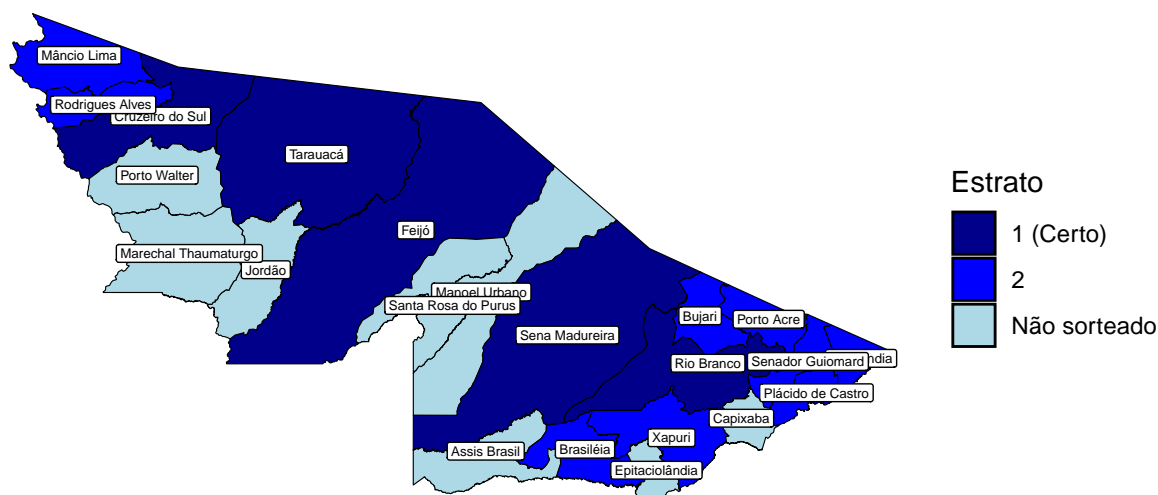 Mâncio Lima
Rodrigues Alves
Cruzeiro do Sul
Tarauacá
Porto Walter
Feijó
Marechal Thaumaturgo
Jordão
Manoel Urbano
Santa Rosa do Purus
Sena Madureira
Bujari
Porto Acre
Rio Branco
Senador Guiomard
Plácido de Castro
Capixaba
Xapuri
Assis Brasil
Brasiléia
Epitaciolândia
Estrato
1 (Certo)
2
Não sorteado